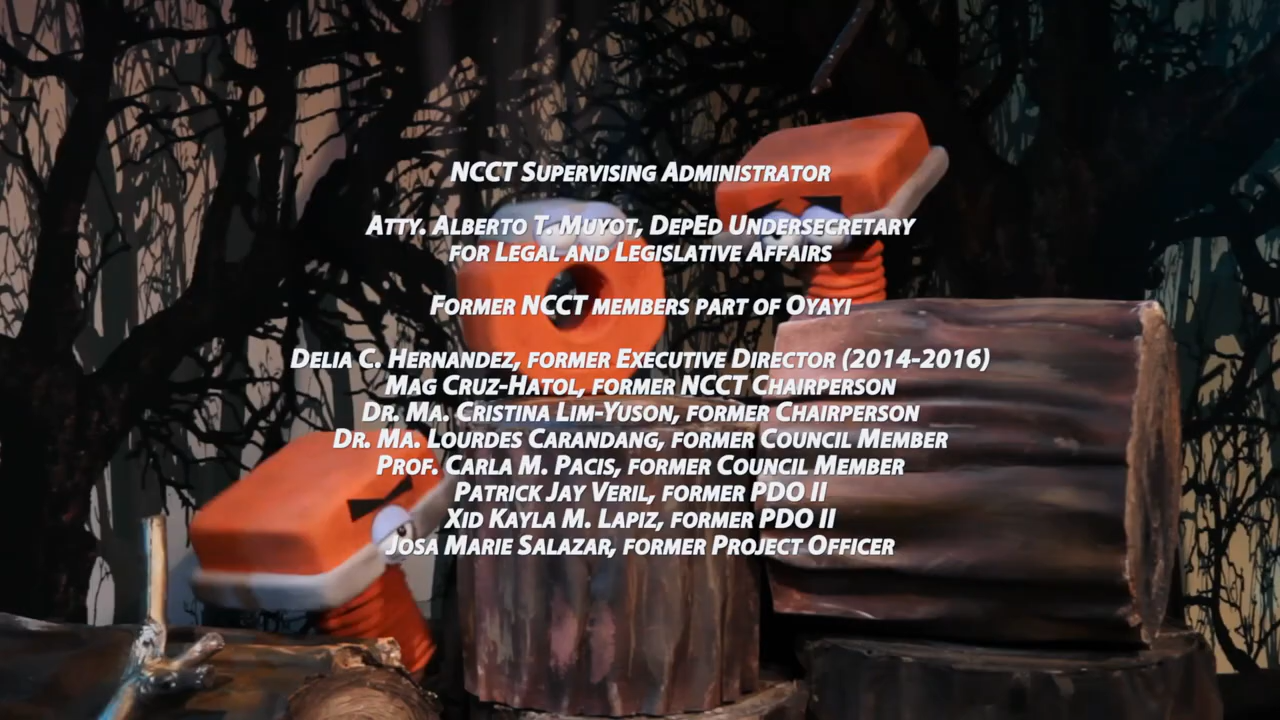 NCCT Supervising Administrator
Atty. Alberto T. Muyot, DepEd Undersecretary
for Legal and Legislative Affairs
Former NCCT members part of Oyayi
Delia C. Hernandez, former Executive Director (2014-2016)
Mag Cruz-Hatol, former NCCT Chairperson
Dr. Ma. Cristina Lim-Yuson, former Chairperson
Dr. Ma. Lourdes Carandang, former Council Member
Prof. Carla M. Pacis, former Council Member
Patrick Jay Veril, former PDO II
Xid Kayla M. Lapiz, former PDO II
Josa Marie Salazar, former Project Officer